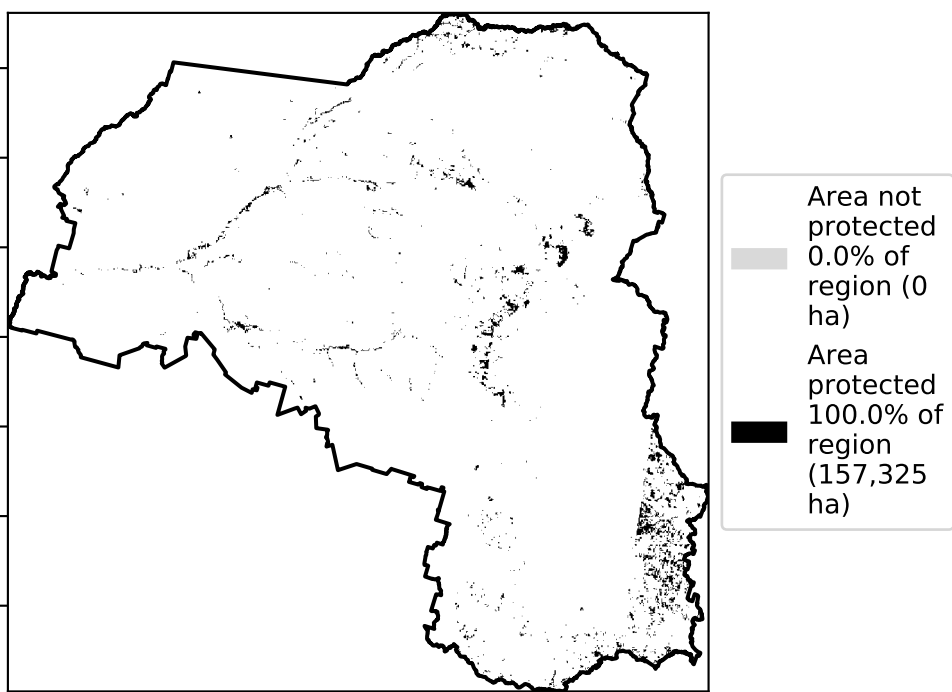 Area not
protected
0.0% of
region (0
ha)
Area
protected
100.0% of
region
(157,325
ha)